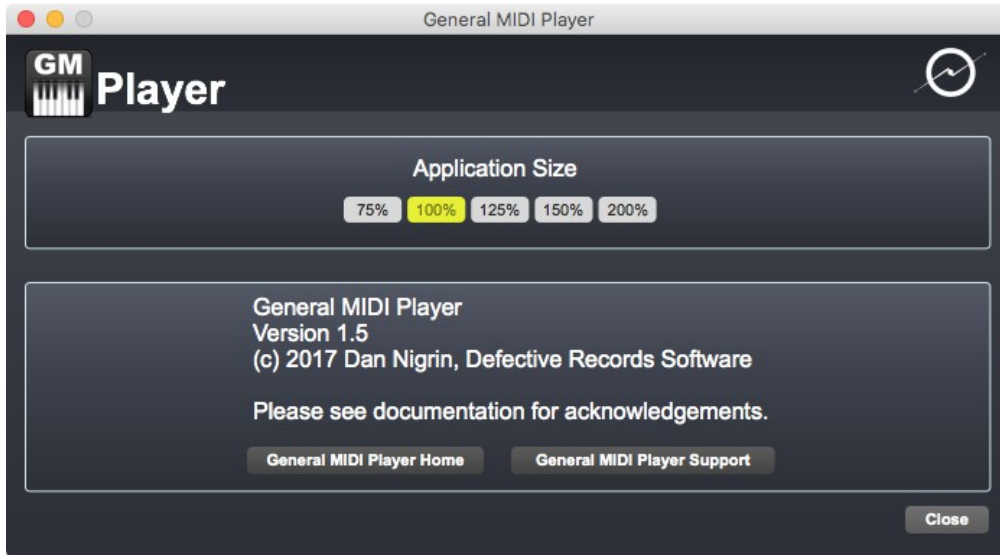 General MIDI Player
GM
Player
Application Size
75% 100% 125% 150% 200%
General MIDI Player
Version 1.5
(c) 2017 Dan Nigrin, Defective Records Software
Please see documentation for acknowledgements.
General MIDI Player Home General MIDI Player Support
Close